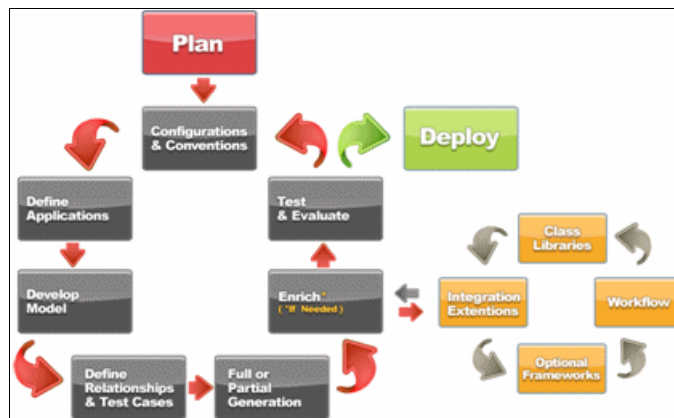 Plan
Configurations
& Conventions
Deploy
Define
Applications
Test
& Evaluate
Class
Libraries
Develop
Model
Enrich*
( *If Needed )
Integration
Extentions
Workflow
Define
Relationships
& Test Cases
Full or
Partial
Generation
Optional
Frameworks